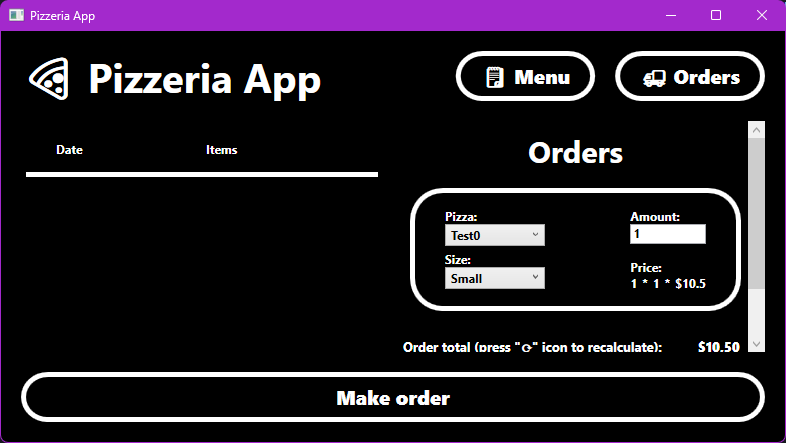 Pizzeria App
Pizzeria App
Menu
Orders
Date Items
Orders
Pizza: Amount:
Test0 1
Size: Price:
Small 1 * 1 * $10.5
Order total (press "⟳" icon to recalculate): $10.50
Make order